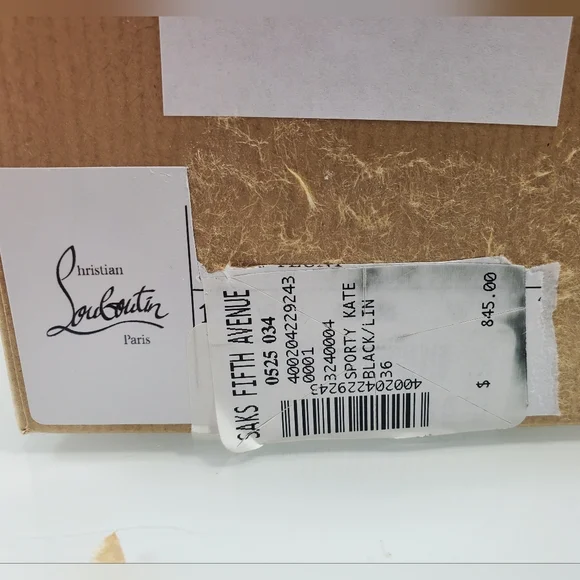 Christian
Louboutin
Paris
SAKS FIFTH AVENUE
0525 034
400204229243
0001
3240004
SPORTY KATE
BLACK/LIN
36
400204229243
$ 845.00